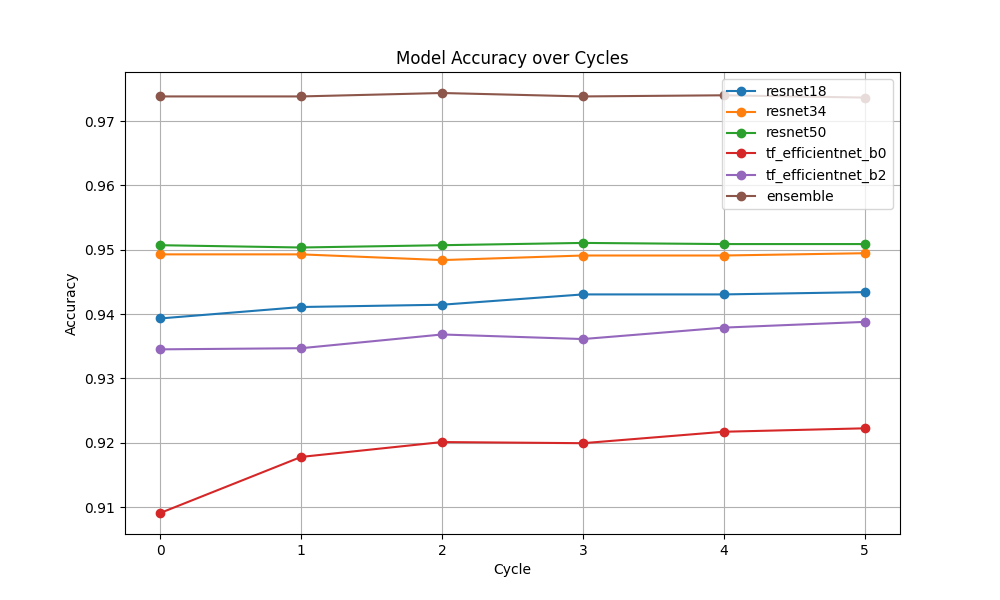 Model Accuracy over Cycles
resnet18
resnet34
resnet50
tf_efficientnet_b0
tf_efficientnet_b2
ensemble
0.97
0.96
0.95
0.94
0.93
0.92
0.91
Accuracy
0 1 2 3 4 5
Cycle